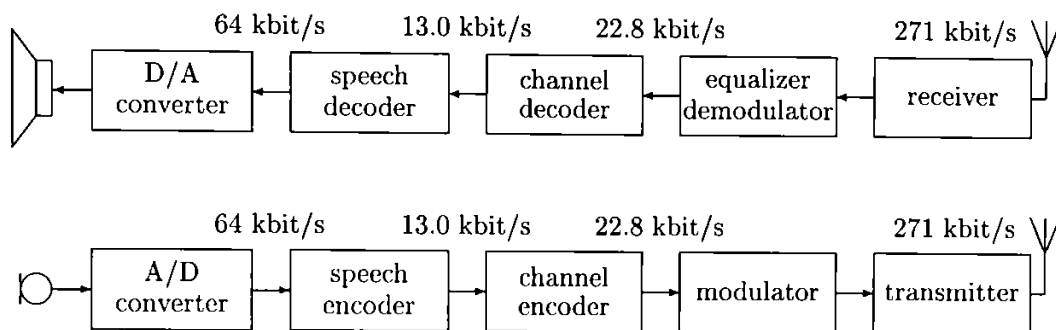 64 kbit/s 13.0 kbit/s 22.8 kbit/s 271 kbit/s
D/A
converter
speech
decoder
channel
decoder
equalizer
demodulator
receiver
64 kbit/s 13.0 kbit/s 22.8 kbit/s 271 kbit/s
A/D
converter
speech
encoder
channel
encoder
modulator
transmitter